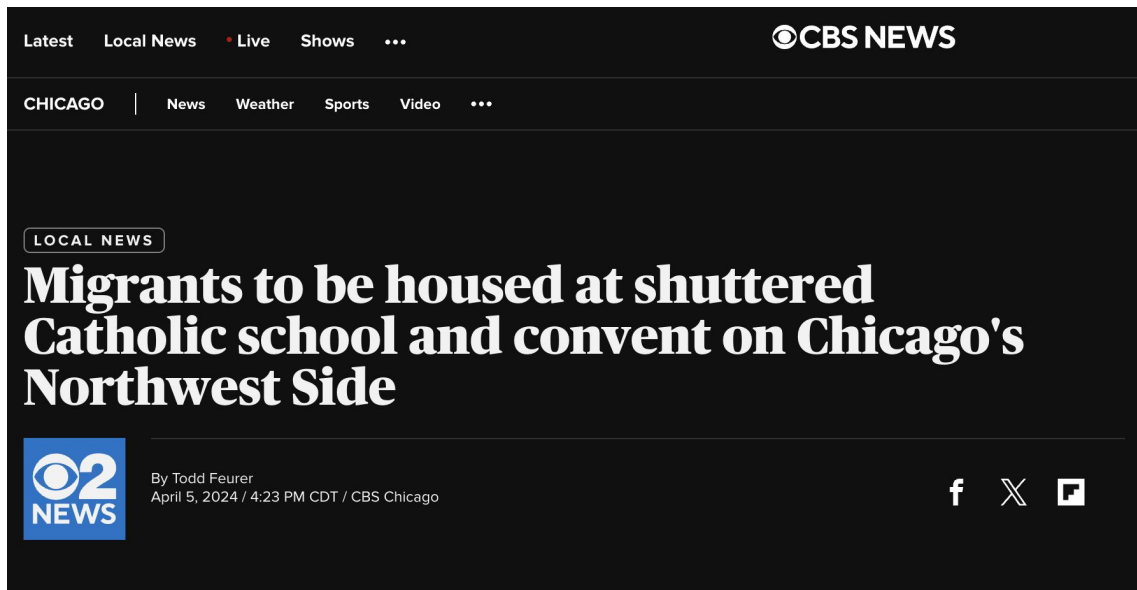 Latest Local News • Live Shows •••
CBS NEWS
CHICAGO | News Weather Sports Video •••
LOCAL NEWS
Migrants to be housed at shuttered
Catholic school and convent on Chicago's
Northwest Side
2
NEWS
By Todd Feurer
April 5, 2024 / 4:23 PM CDT / CBS Chicago